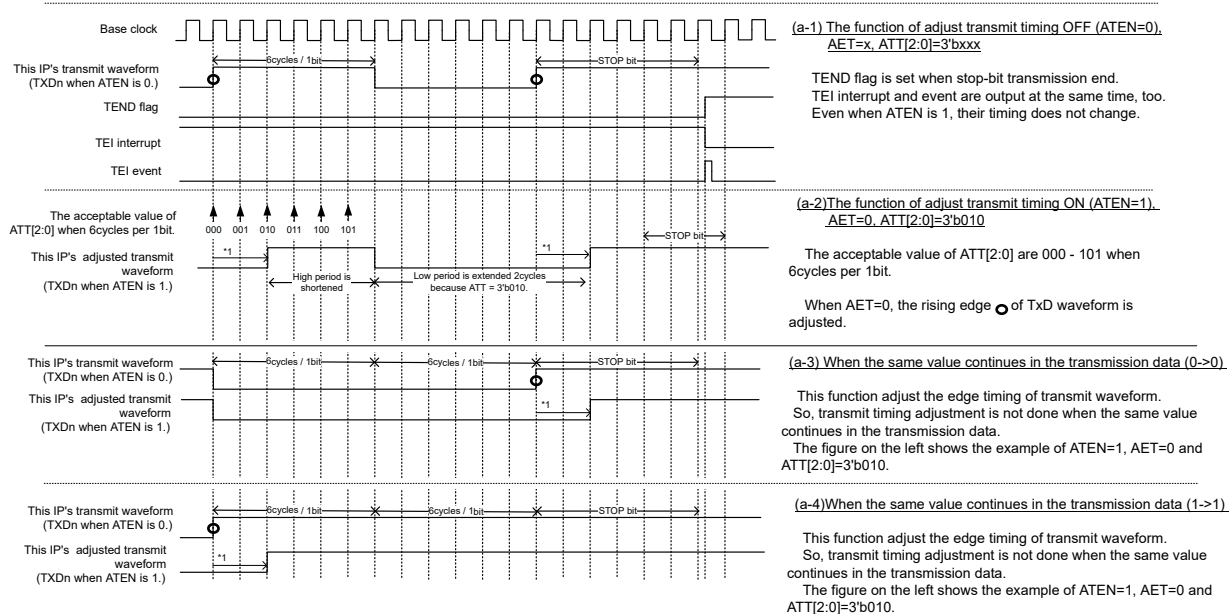 Base clock
(a-1) The function of adjust transmit timing OFF (ATEN=0),
AET=x, ATT[2:0]=3'bxxx
6cycles / 1bit
STOP bit
This IP's transmit waveform
(TXDn when ATEN is 0.)
TEND flag is set when stop-bit transmission end.
TEI interrupt and event are output at the same time, too.
Even when ATEN is 1, their timing does not change.
TEND flag
TEI interrupt
TEI event
(a-2)The function of adjust transmit timing ON (ATEN=1),
AET=0, ATT[2:0]=3'b010
The acceptable value of
ATT[2:0] when 6cycles per 1bit.
000 001 010 011 100 101
STOP bit
*1
*1
This IP's adjusted transmit
waveform
(TXDn when ATEN is 1.)
High period is
shortened
Low period is extended 2cycles
because ATT = 3'b010.
The acceptable value of ATT[2:0] are 000 - 101 when
6cycles per 1bit.
When AET=0, the rising edge of TxD waveform is
adjusted.
This IP's transmit waveform
(TXDn when ATEN is 0.)
6cycles / 1bit
6cycles / 1bit
STOP bit
(a-3) When the same value continues in the transmission data (0->0)
This IP's adjusted transmit
waveform
(TXDn when ATEN is 1.)
*1
This function adjust the edge timing of transmit waveform.
So, transmit timing adjustment is not done when the same value
continues in the transmission data.
The figure on the left shows the example of ATEN=1, AET=0 and
ATT[2:0]=3'b010.
This IP's transmit waveform
(TXDn when ATEN is 0.)
6cycles / 1bit
6cycles / 1bit
STOP bit
(a-4)When the same value continues in the transmission data (1->1)
This IP's adjusted transmit
waveform
(TXDn when ATEN is 1.)
*1
This function adjust the edge timing of transmit waveform.
So, transmit timing adjustment is not done when the same value
continues in the transmission data.
The figure on the left shows the example of ATEN=1, AET=0 and
ATT[2:0]=3'b010.